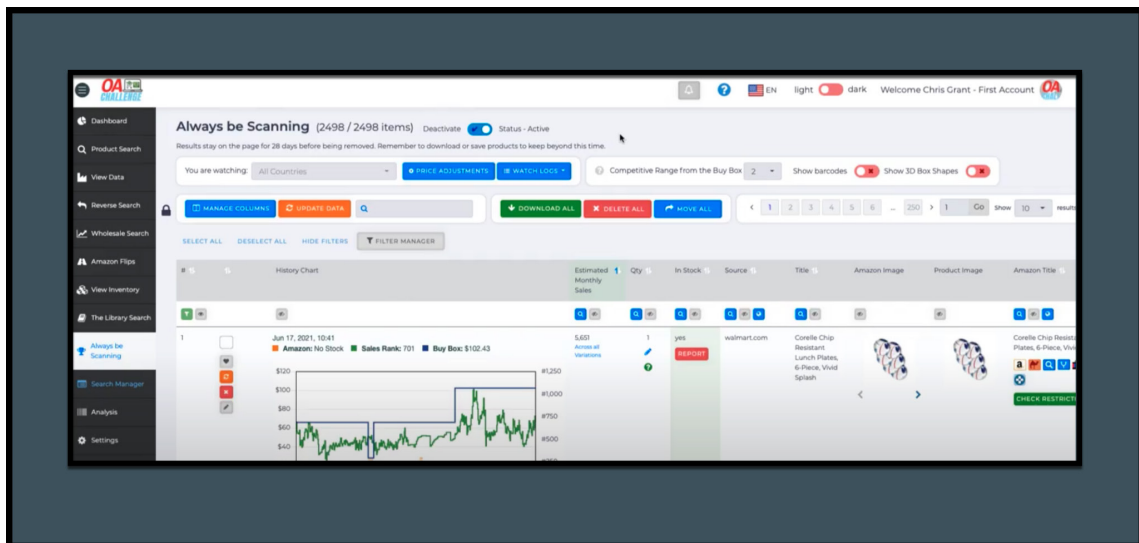 OA
CHALLENGE
EN
light
dark
Welcome Chris Grant - First Account
Dashboard
Product Search
View Data
Reverse Search
Wholesale Search
Amazon Flips
View Inventory
The Library Search
Always be
Scanning
Search Manager
Analysis
Settings
Always be Scanning (2498 / 2498 items) Deactivate Status - Active
Results stay on the page for 28 days before being removed. Remember to download or save products to keep beyond this time.
You are watching: All Countries PRICE ADJUSTMENTS WATCH LOGS
Competitive Range from the Buy Box 2 Show barcodes Show 3D Box Shapes
MANAGE COLUMNS UPDATE DATA DOWNLOAD ALL DELETE ALL MOVE ALL
< 1 2 3 4 5 6 ... 250 > 1 Go Show 10 results
SELECT ALL DESELECT ALL HIDE FILTERS FILTER MANAGER
# History Chart Estimated Monthly Sales Qty In Stock Source Title Amazon Image Product Image Amazon Title
1
Jun 17, 2021, 10:41
Amazon: No Stock Sales Rank: 701 Buy Box: $102.43
$120
$100
$80
$60
$40
#1,250
#1,000
#750
#500
5,651
Across all
Variations
1
yes
REPORT
walmart.com
Corelle Chip
Resistant
Lunch Plates,
6-Piece, Vivid
Splash
Corelle Chip Resista
Plates, 6-Piece, Vivi
CHECK RESTRICTI